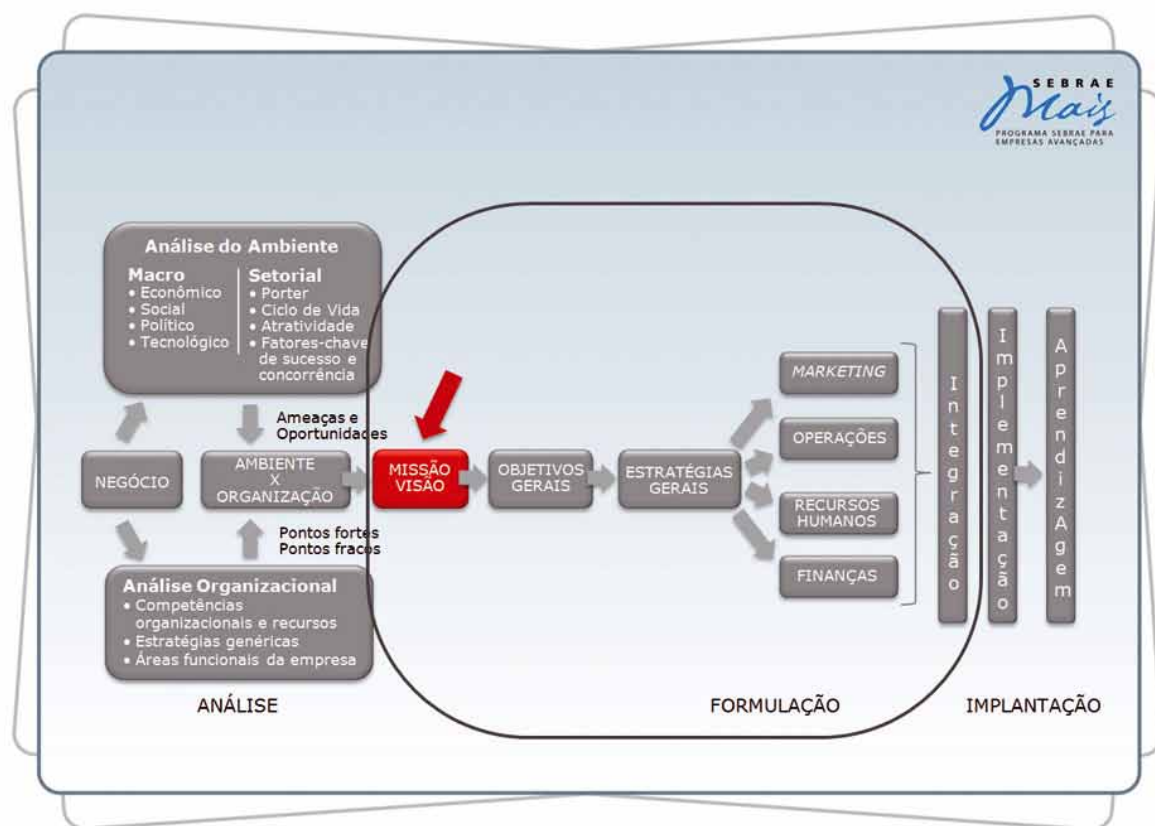 SEBRAE
Mais
PROGRAMA SEBRAE PARA
EMPRESAS AVANÇADAS
Análise do Ambiente
Macro
• Econômico
• Social
• Político
• Tecnológico
Setorial
• Porter
• Ciclo de Vida
• Atratividade
• Fatores-chave
de sucesso e
concorrência
Ameaças e
Oportunidades
NEGÓCIO
AMBIENTE
X
ORGANIZAÇÃO
MISSÃO
VISÃO
OBJETIVOS
GERAIS
ESTRATÉGIAS
GERAIS
MARKETING
OPERAÇÕES
RECURSOS
HUMANOS
FINANÇAS
Integração
Implementação
AprendizAgem
Pontos fortes
Pontos fracos
Análise Organizacional
• Competências
organizacionais e recursos
• Estratégias genéricas
• Áreas funcionais da empresa
ANÁLISE
FORMULAÇÃO
IMPLANTAÇÃO